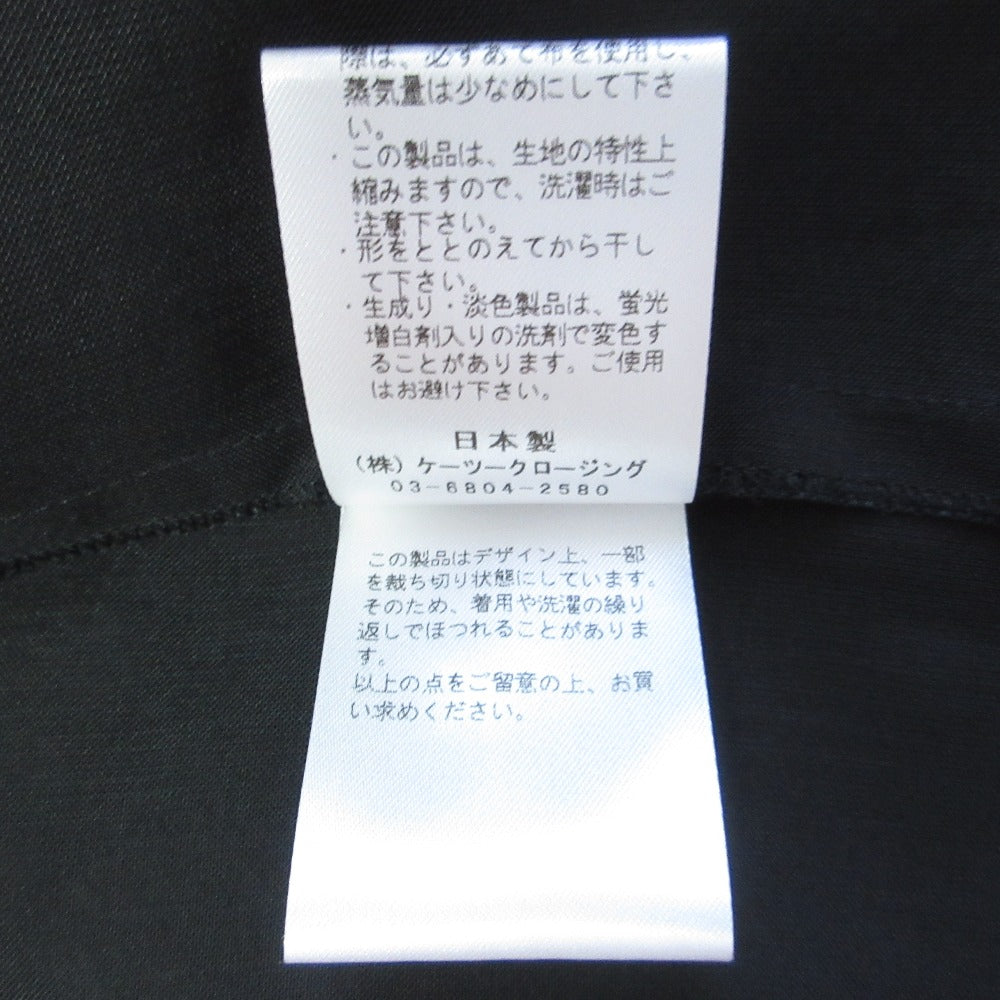 際は、必ずあて布を使用し、
蒸気量は少なめにして下さ
い。
・この製品は、生地の特性上
縮みますので、洗濯時はご
注意下さい。
・形をととのえてから干し
て下さい。
・生成り・淡色製品は、蛍光
増白剤入りの洗剤で変色す
ることがあります。ご使用
はお避け下さい。
日本製
(株)ケーツークロージング
03-6804-2580
この製品はデザイン上、一部
を裁ち切り状態にしています。
そのため、着用や洗濯の繰り
返しでほつれることがありま
す。
以上の点をご留意の上、お買
い求めください。